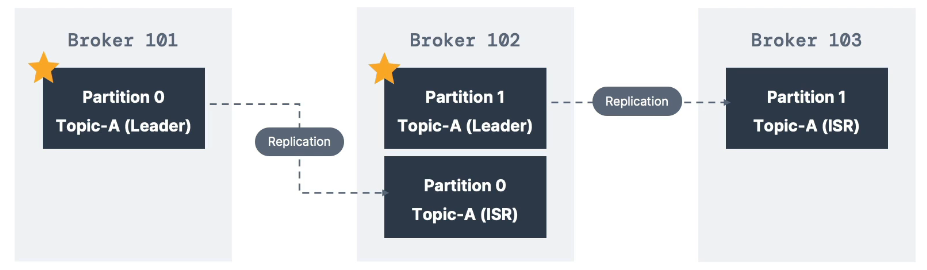 Broker 101
Broker 102
Broker 103
Partition 0
Topic-A (Leader)
Replication
Partition 1
Topic-A (Leader)
Replication
Partition 1
Topic-A (ISR)
Partition 0
Topic-A (ISR)